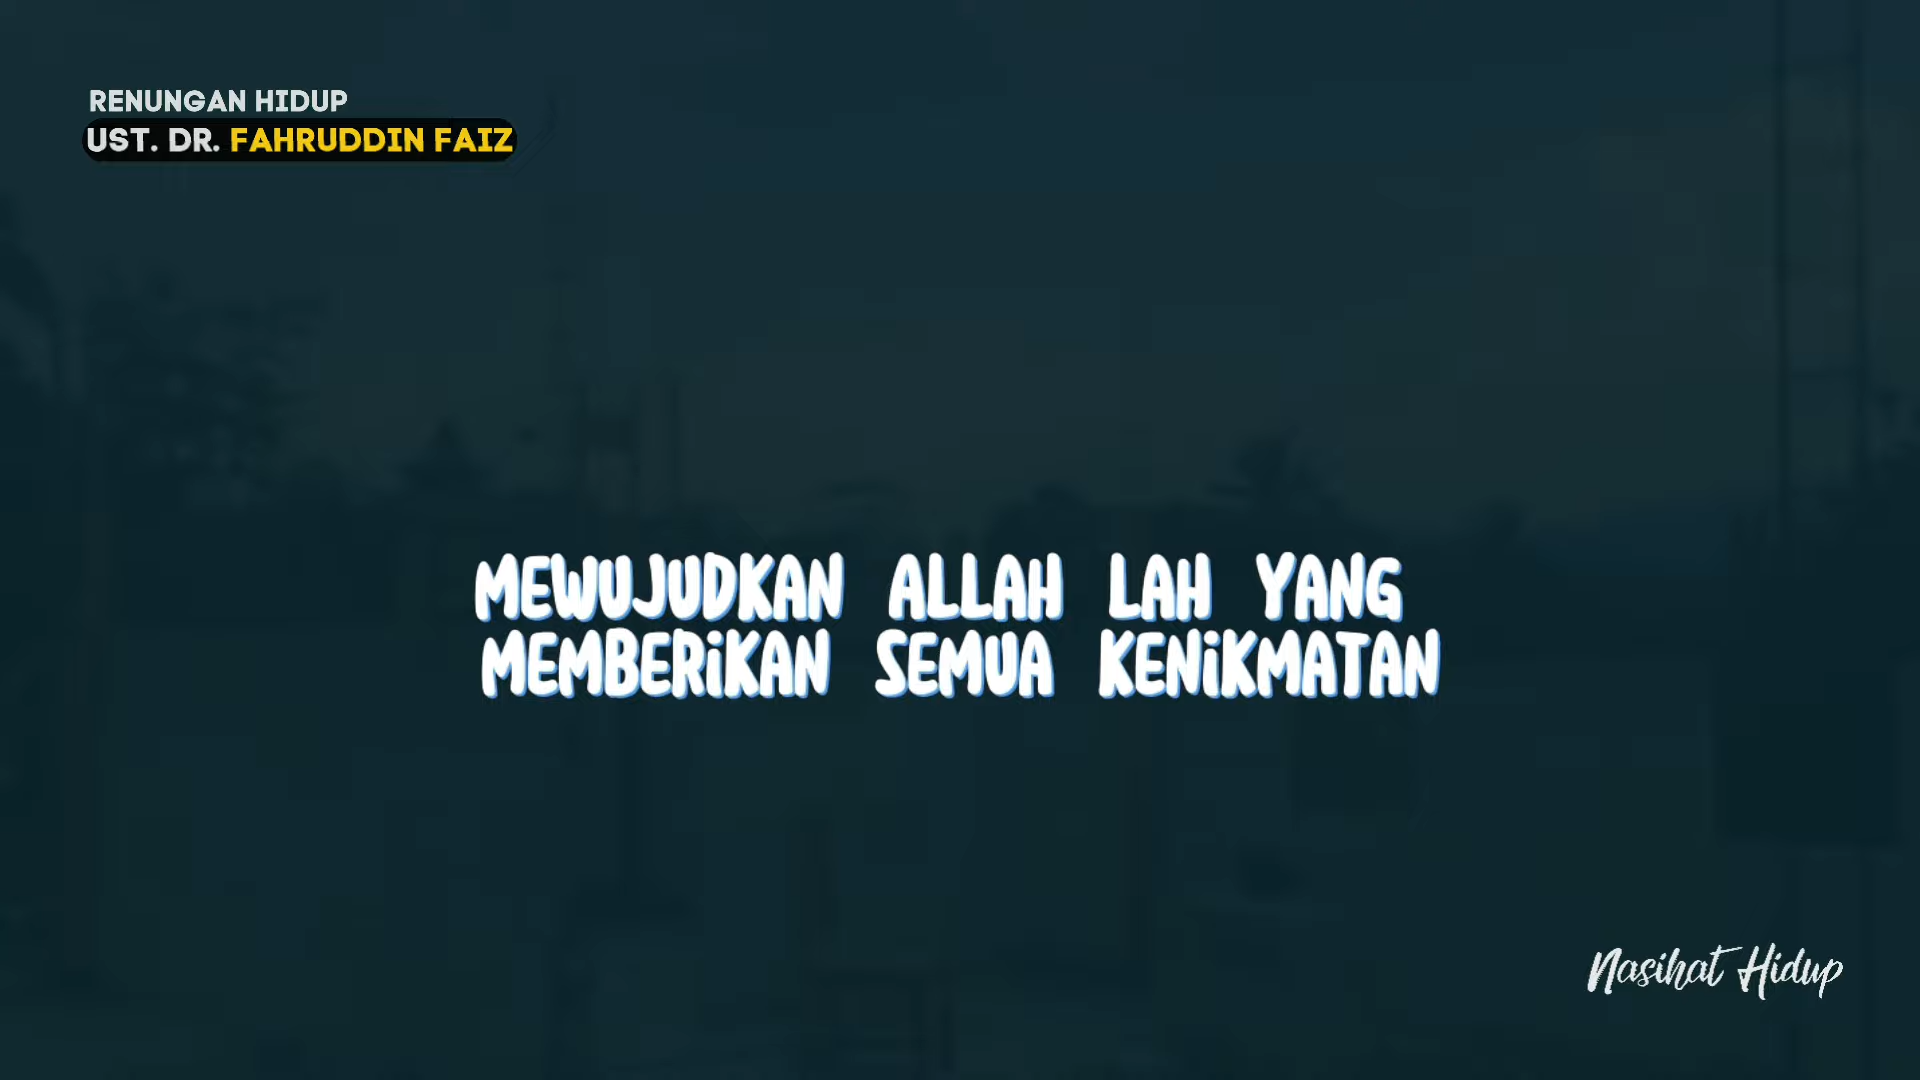 RENUNGAN HIDUP
UST. DR. FAHRUDDIN FAIZ
MEWUJUDKAN ALLAH LAH YANG
MEMBERiKAN SEMUA KENiKMATAN
Nasihat Hidup